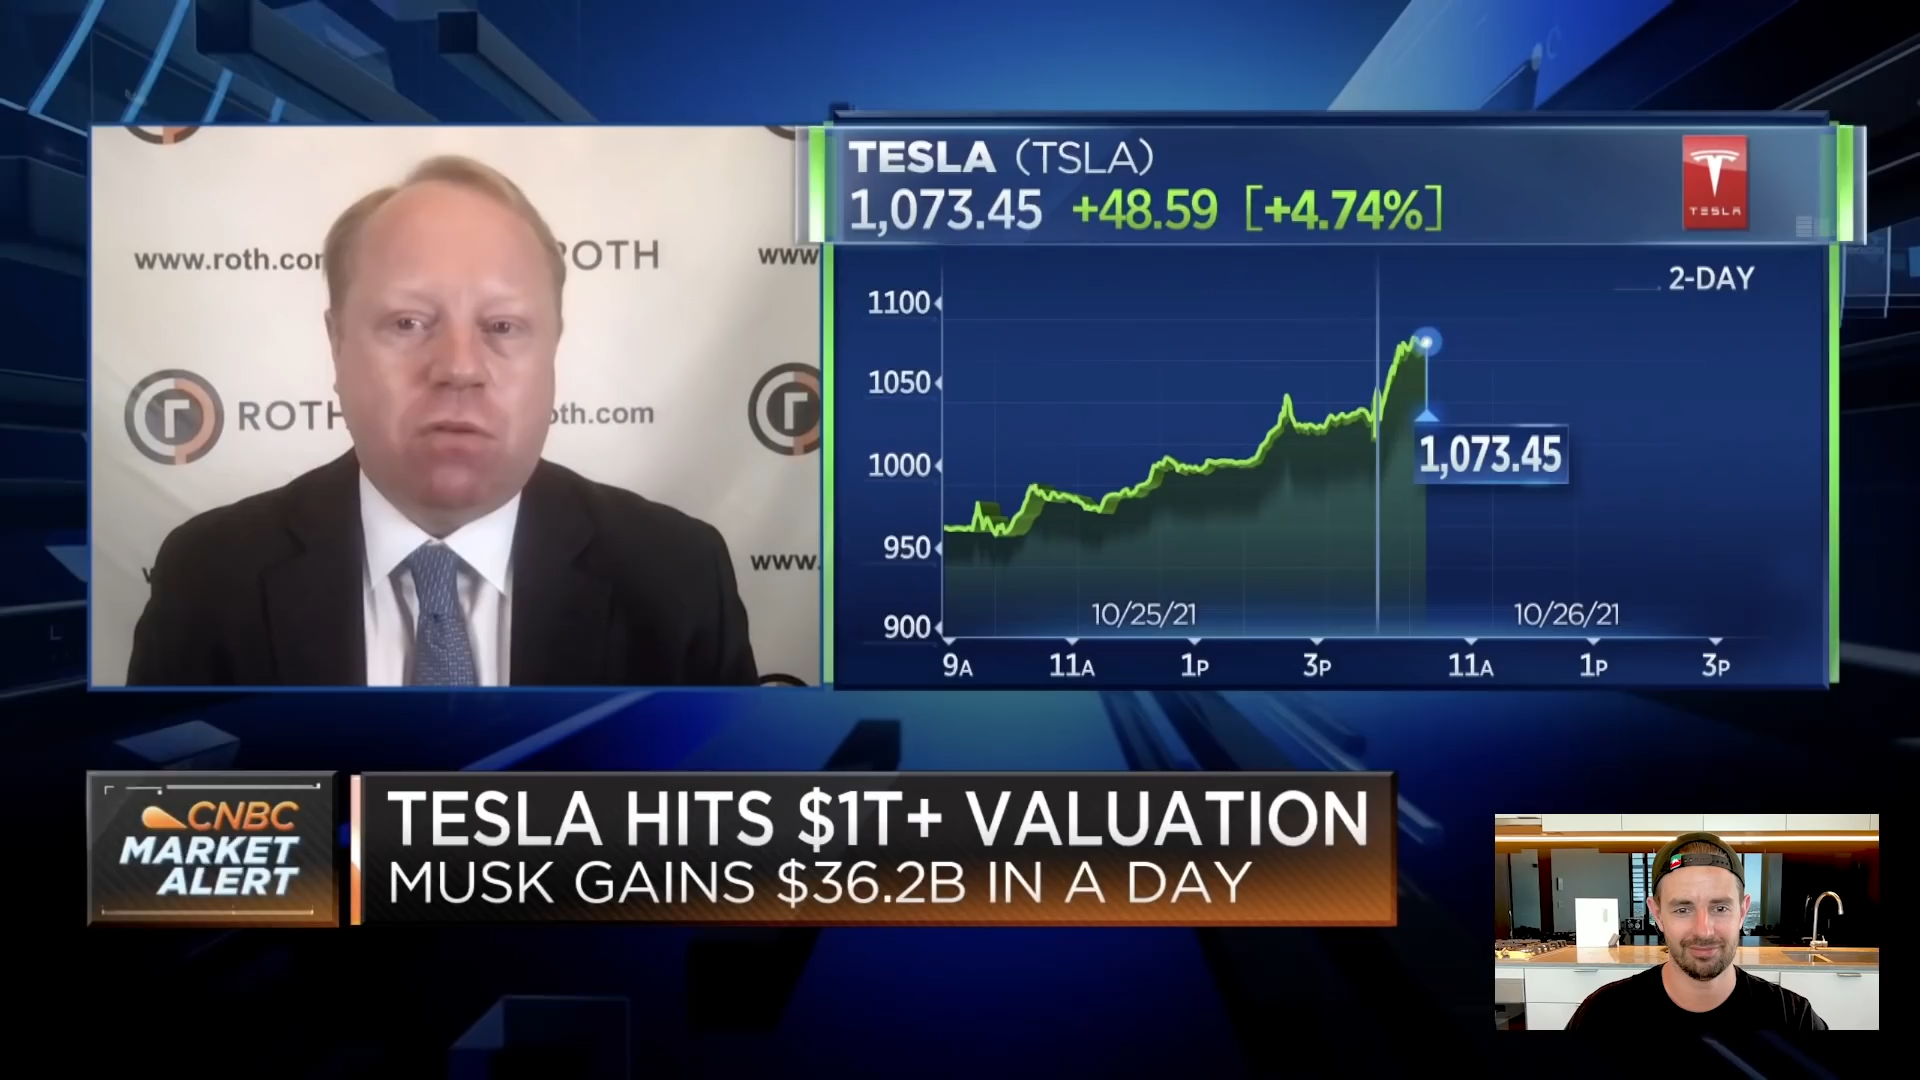 www.roth.com
ROTH
www
ROTH
oth.com
www.
TESLA (TSLA)
1,073.45 +48.59 [+4.74%]
TESLA
2-DAY
1100
1050
1000
950
900
1,073.45
10/25/21
10/26/21
9A 11A 1P 3P 11A 1P 3P
CNBC
MARKET
ALERT
TESLA HITS $1T+ VALUATION
MUSK GAINS $36.2B IN A DAY